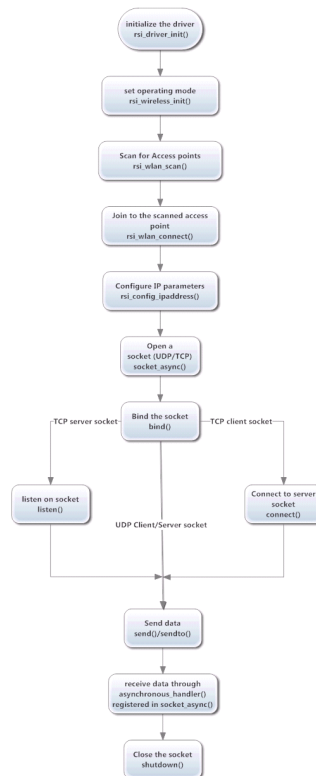 initialize the driver
rsi_driver_init()
set operating mode
rsi_wireless_init()
Scan for Access points
rsi_wlan_scan()
Join to the scanned access
point
rsi_wlan_connect()
Configure IP parameters
rsi_config_ipaddress()
Open a
socket (UDP/TCP)
socket_async()
Bind the socket
bind()
TCP server socket
TCP client socket
listen on socket
listen()
Connect to server
socket
connect()
UDP Client/Server socket
Send data
send()/sendto()
receive data through
asynchronous_handler()
registered in socket_async()
Close the socket
shutdown()